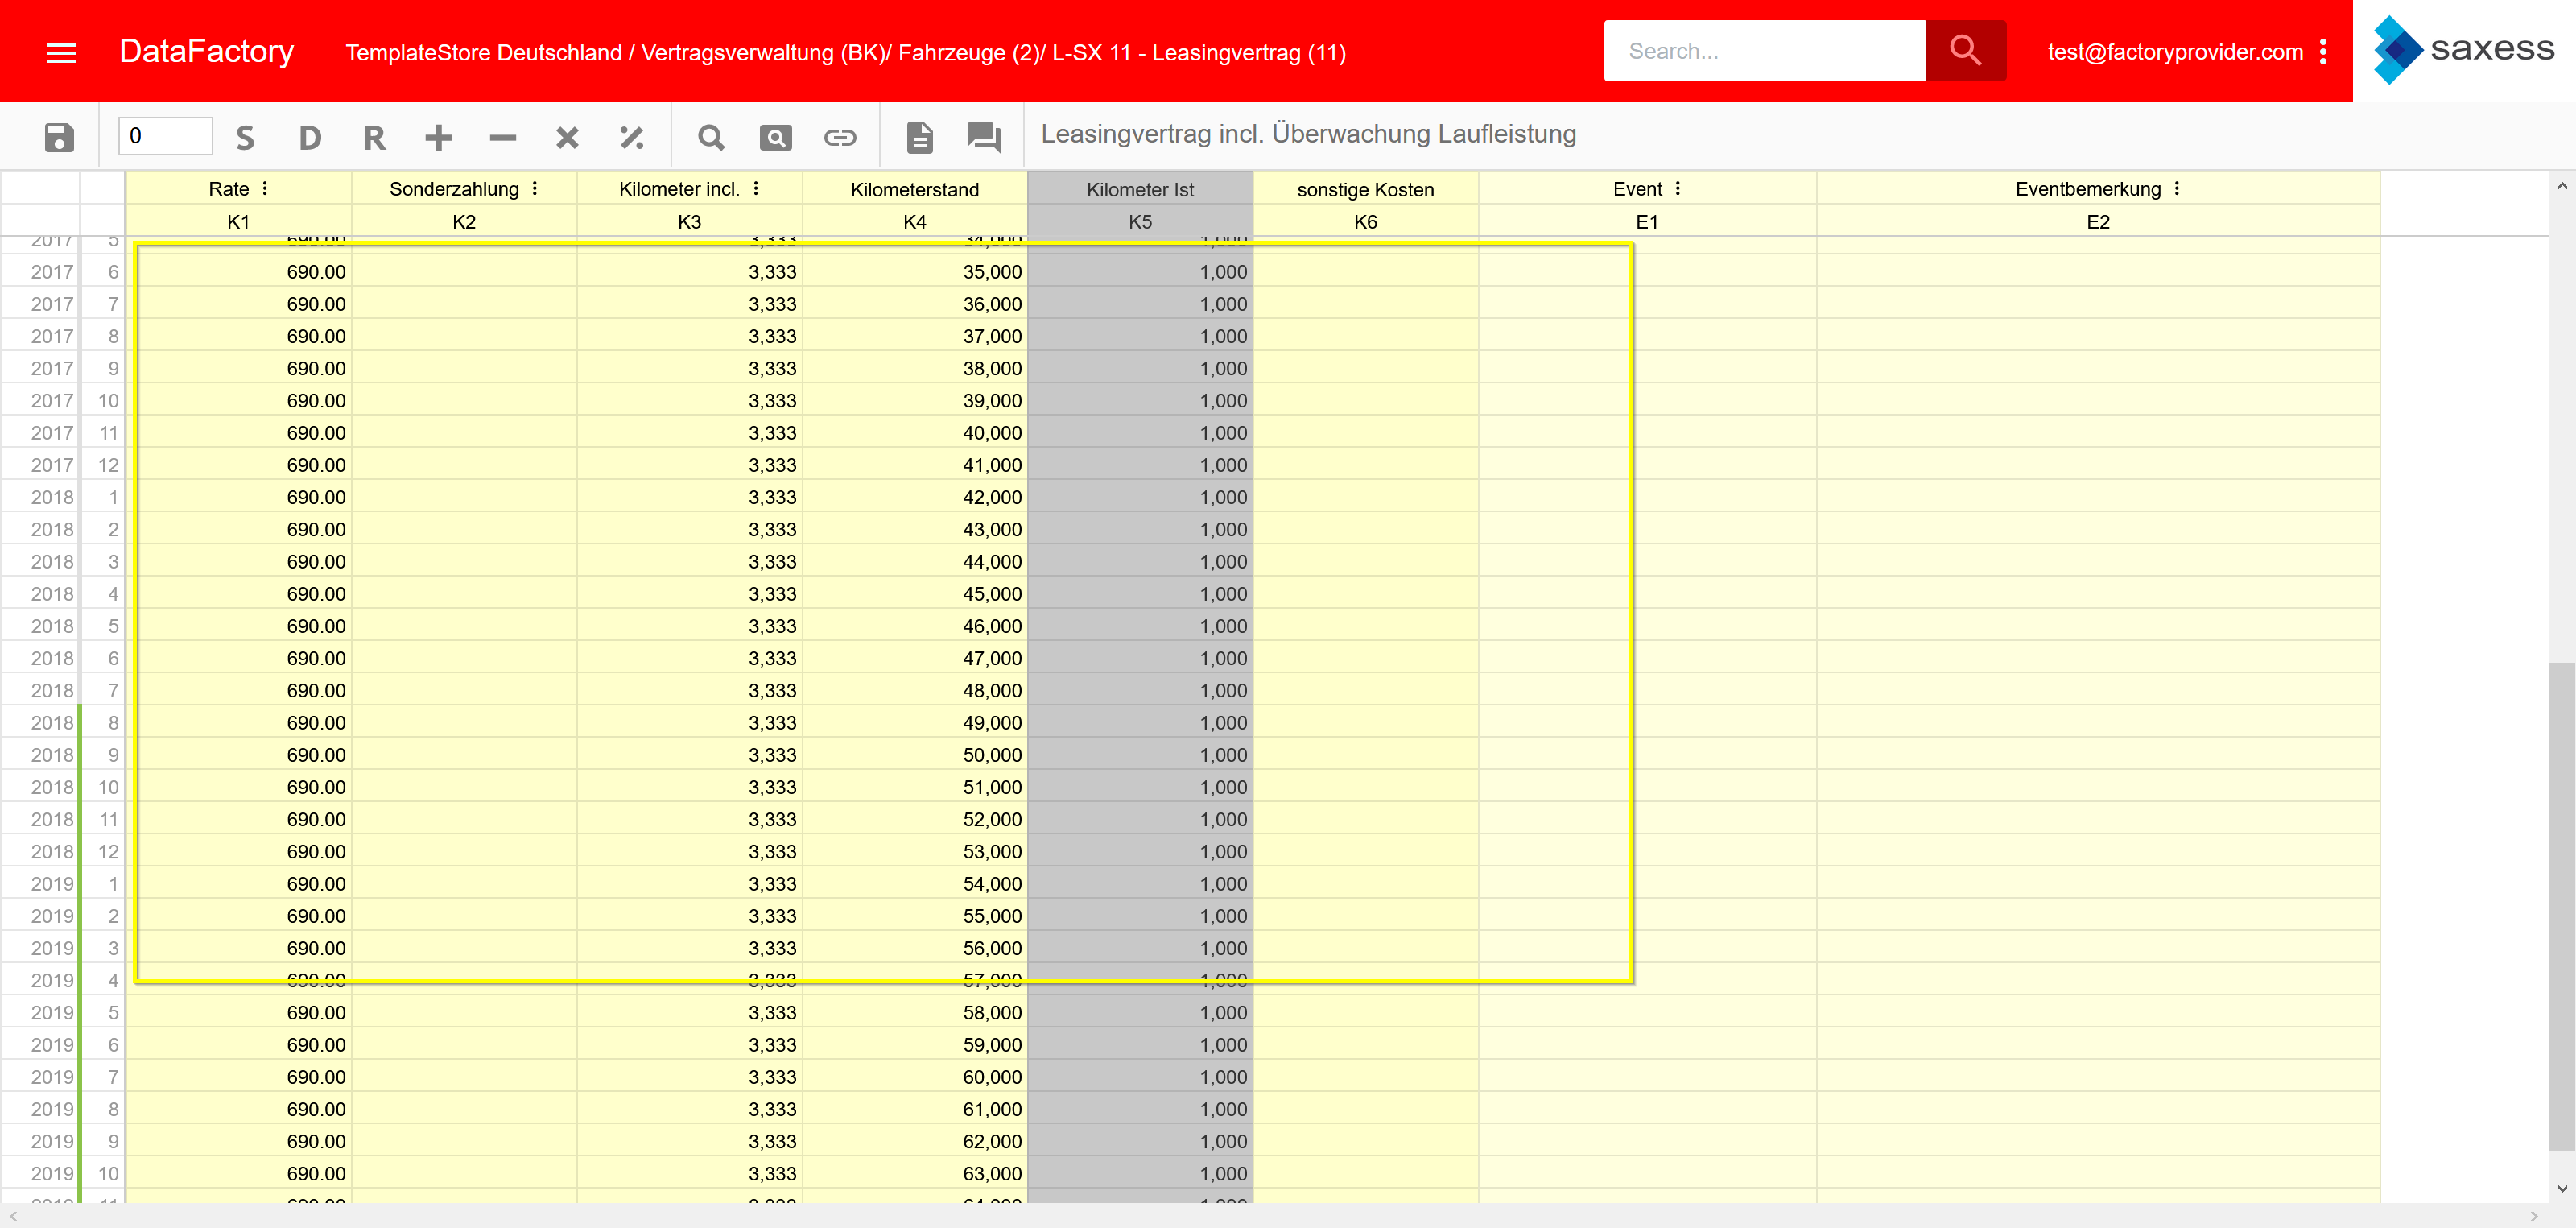 DataFactory TemplateStore Deutschland / Vertragsverwaltung (BK)/ Fahrzeuge (2)/ L-SX 11 - Leasingvertrag (11) Search... test@factoryprovider.com saxess
0 S D R Leasingvertrag incl. Überwachung Laufleistung
Rate Sonderzahlung Kilometer incl. Kilometerstand Kilometer Ist sonstige Kosten Event Eventbemerkung
K1 K2 K3 K4 K5 K6 E1 E2
2017 5 690.00 3,333 34,000 1,000
2017 6 690.00 3,333 35,000 1,000
2017 7 690.00 3,333 36,000 1,000
2017 8 690.00 3,333 37,000 1,000
2017 9 690.00 3,333 38,000 1,000
2017 10 690.00 3,333 39,000 1,000
2017 11 690.00 3,333 40,000 1,000
2017 12 690.00 3,333 41,000 1,000
2018 1 690.00 3,333 42,000 1,000
2018 2 690.00 3,333 43,000 1,000
2018 3 690.00 3,333 44,000 1,000
2018 4 690.00 3,333 45,000 1,000
2018 5 690.00 3,333 46,000 1,000
2018 6 690.00 3,333 47,000 1,000
2018 7 690.00 3,333 48,000 1,000
2018 8 690.00 3,333 49,000 1,000
2018 9 690.00 3,333 50,000 1,000
2018 10 690.00 3,333 51,000 1,000
2018 11 690.00 3,333 52,000 1,000
2018 12 690.00 3,333 53,000 1,000
2019 1 690.00 3,333 54,000 1,000
2019 2 690.00 3,333 55,000 1,000
2019 3 690.00 3,333 56,000 1,000
2019 4 690.00 3,333 57,000 1,000
2019 5 690.00 3,333 58,000 1,000
2019 6 690.00 3,333 59,000 1,000
2019 7 690.00 3,333 60,000 1,000
2019 8 690.00 3,333 61,000 1,000
2019 9 690.00 3,333 62,000 1,000
2019 10 690.00 3,333 63,000 1,000